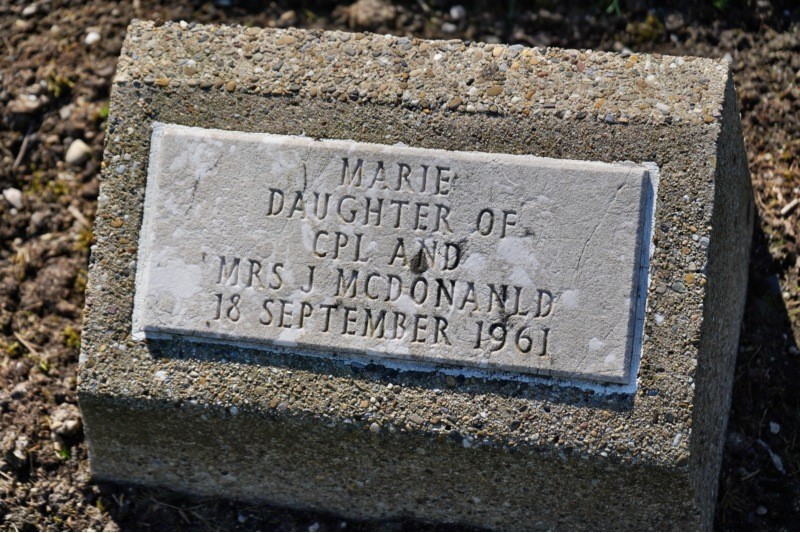 MARIE
DAUGHTER OF
CPL AND
MRS J MCDONANLD
18 SEPTEMBER 1961